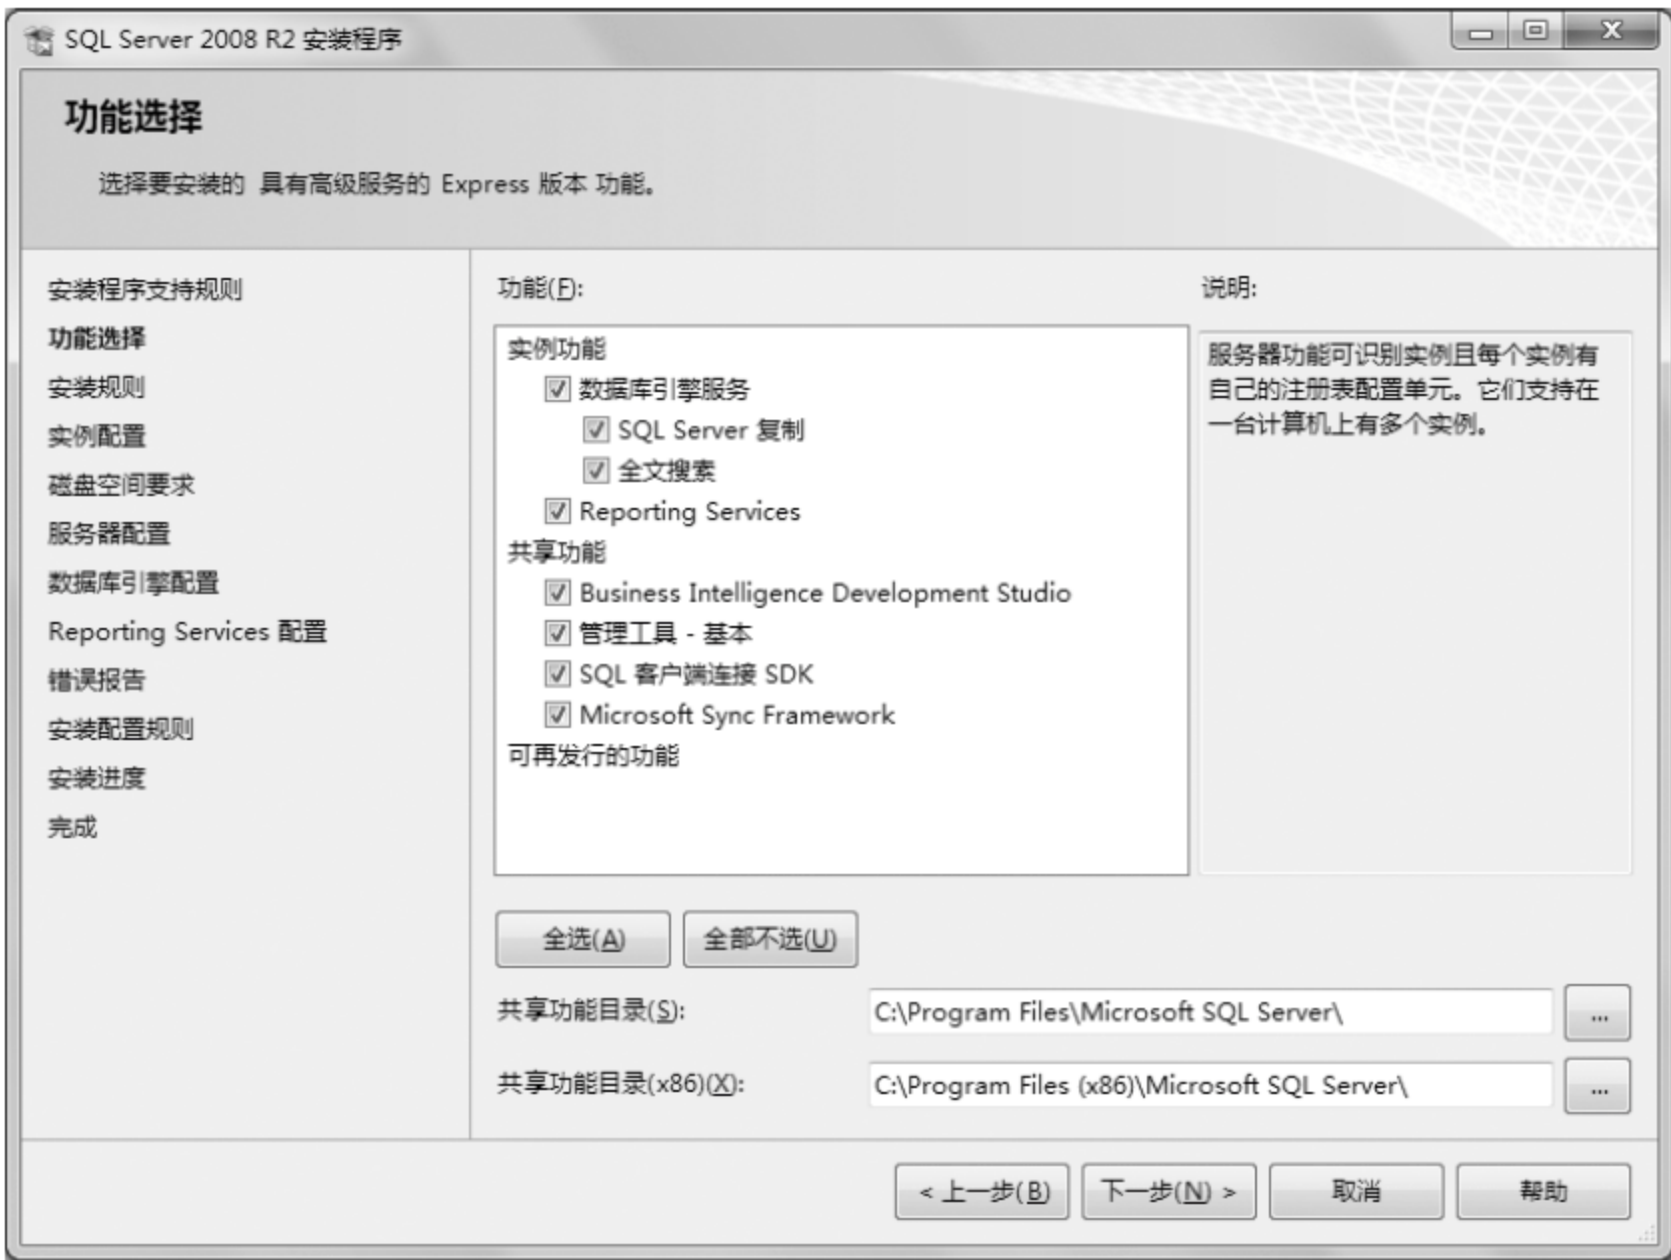 SQL Server 2008 R2 安装程序
功能选择
选择要安装的 具有高级服务的 Express 版本 功能。
安装程序支持规则
功能选择
安装规则
实例配置
磁盘空间要求
服务器配置
数据库引擎配置
Reporting Services 配置
错误报告
安装配置规则
安装进度
完成
功能(F):
实例功能
数据库引擎服务
SQL Server 复制
全文搜索
Reporting Services
共享功能
Business Intelligence Development Studio
管理工具 - 基本
SQL 客户端连接 SDK
Microsoft Sync Framework
可再发行的功能
说明:
服务器功能可识别实例且每个实例有
自己的注册表配置单元。它们支持在
一台计算机上有多个实例。
全选(A)
全部不选(U)
共享功能目录(S):
C:\Program Files\Microsoft SQL Server\
...
共享功能目录(x86)(X):
C:\Program Files (x86)\Microsoft SQL Server\
...
< 上一步(B)
下一步(N) >
取消
帮助